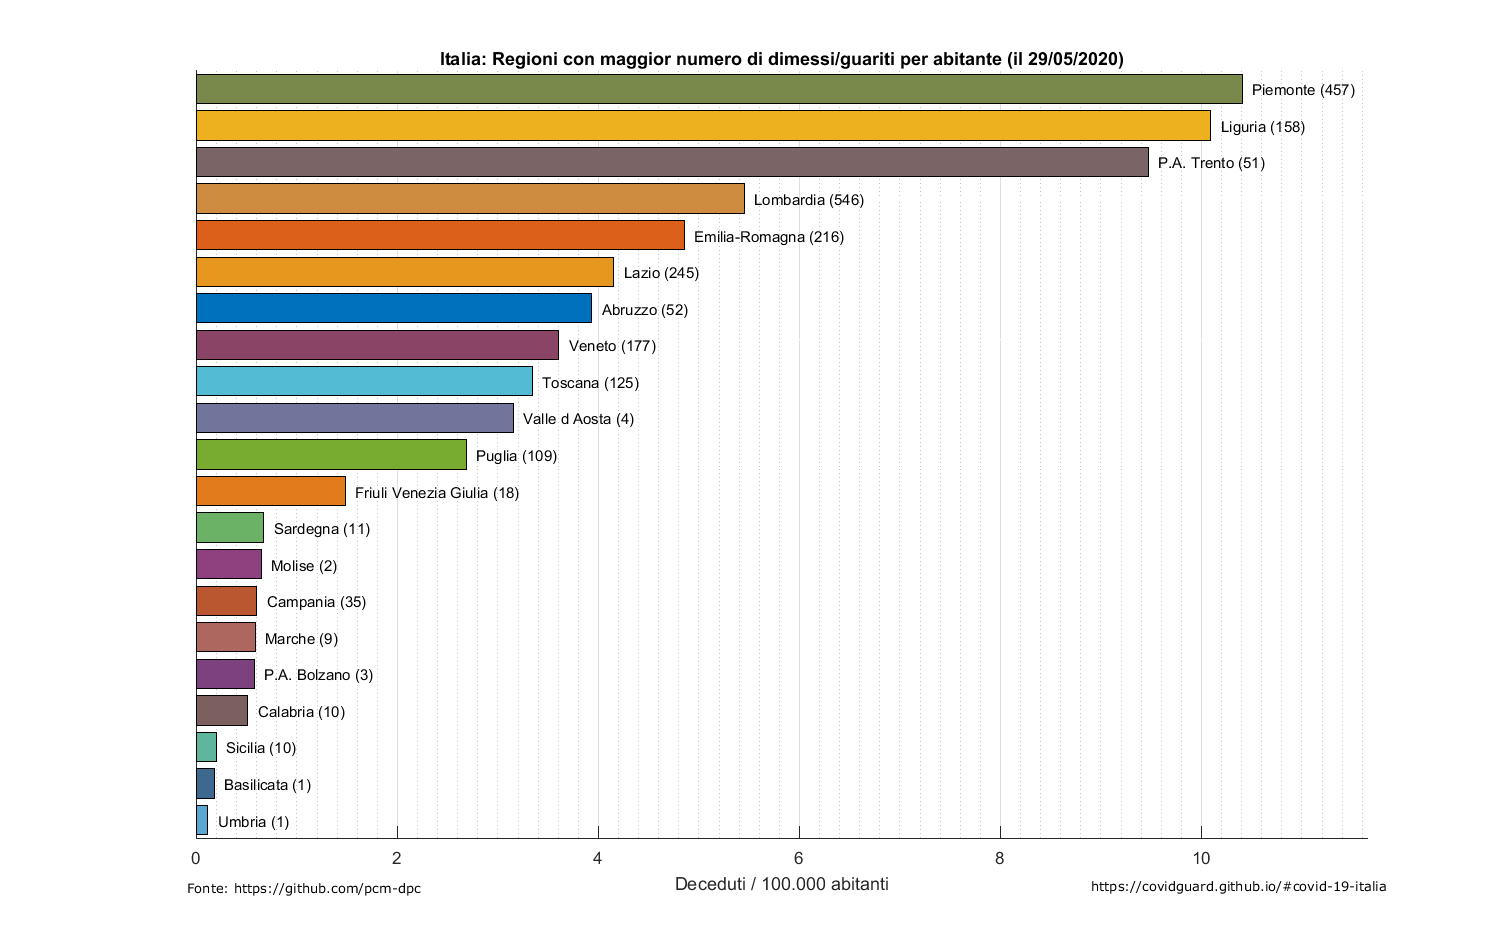 Italia: Regioni con maggior numero di dimessi/guariti per abitante (il 29/05/2020)
Piemonte (457)
Liguria (158)
P.A. Trento (51)
Lombardia (546)
Emilia-Romagna (216)
Lazio (245)
Abruzzo (52)
Veneto (177)
Toscana (125)
Valle d Aosta (4)
Puglia (109)
Friuli Venezia Giulia (18)
Sardegna (11)
Molise (2)
Campania (35)
Marche (9)
P.A. Bolzano (3)
Calabria (10)
Sicilia (10)
Basilicata (1)
Umbria (1)
0 2 4 6 8 10
Deceduti / 100.000 abitanti
Fonte: https://github.com/pcm-dpc
https://covidguard.github.io/#covid-19-italia